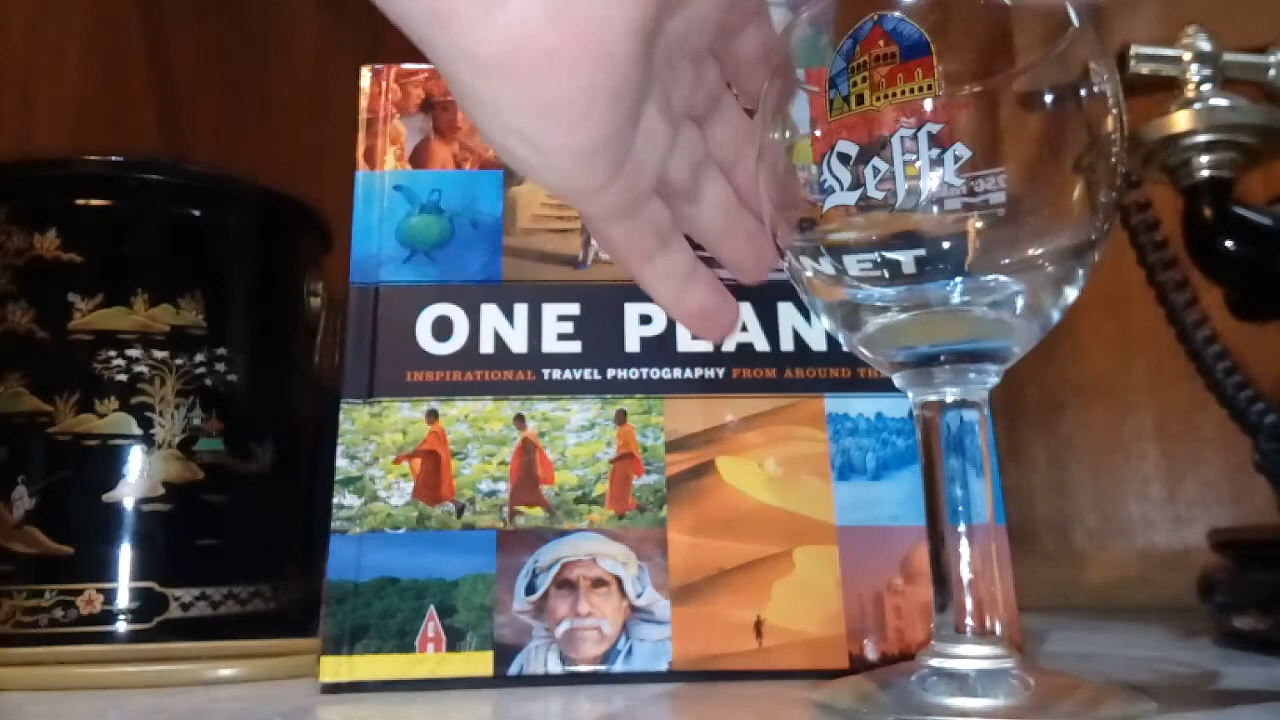 Leffe
NET
ONE PLAN
INSPIRATIONAL TRAVEL PHOTOGRAPHY FROM AROUND TH